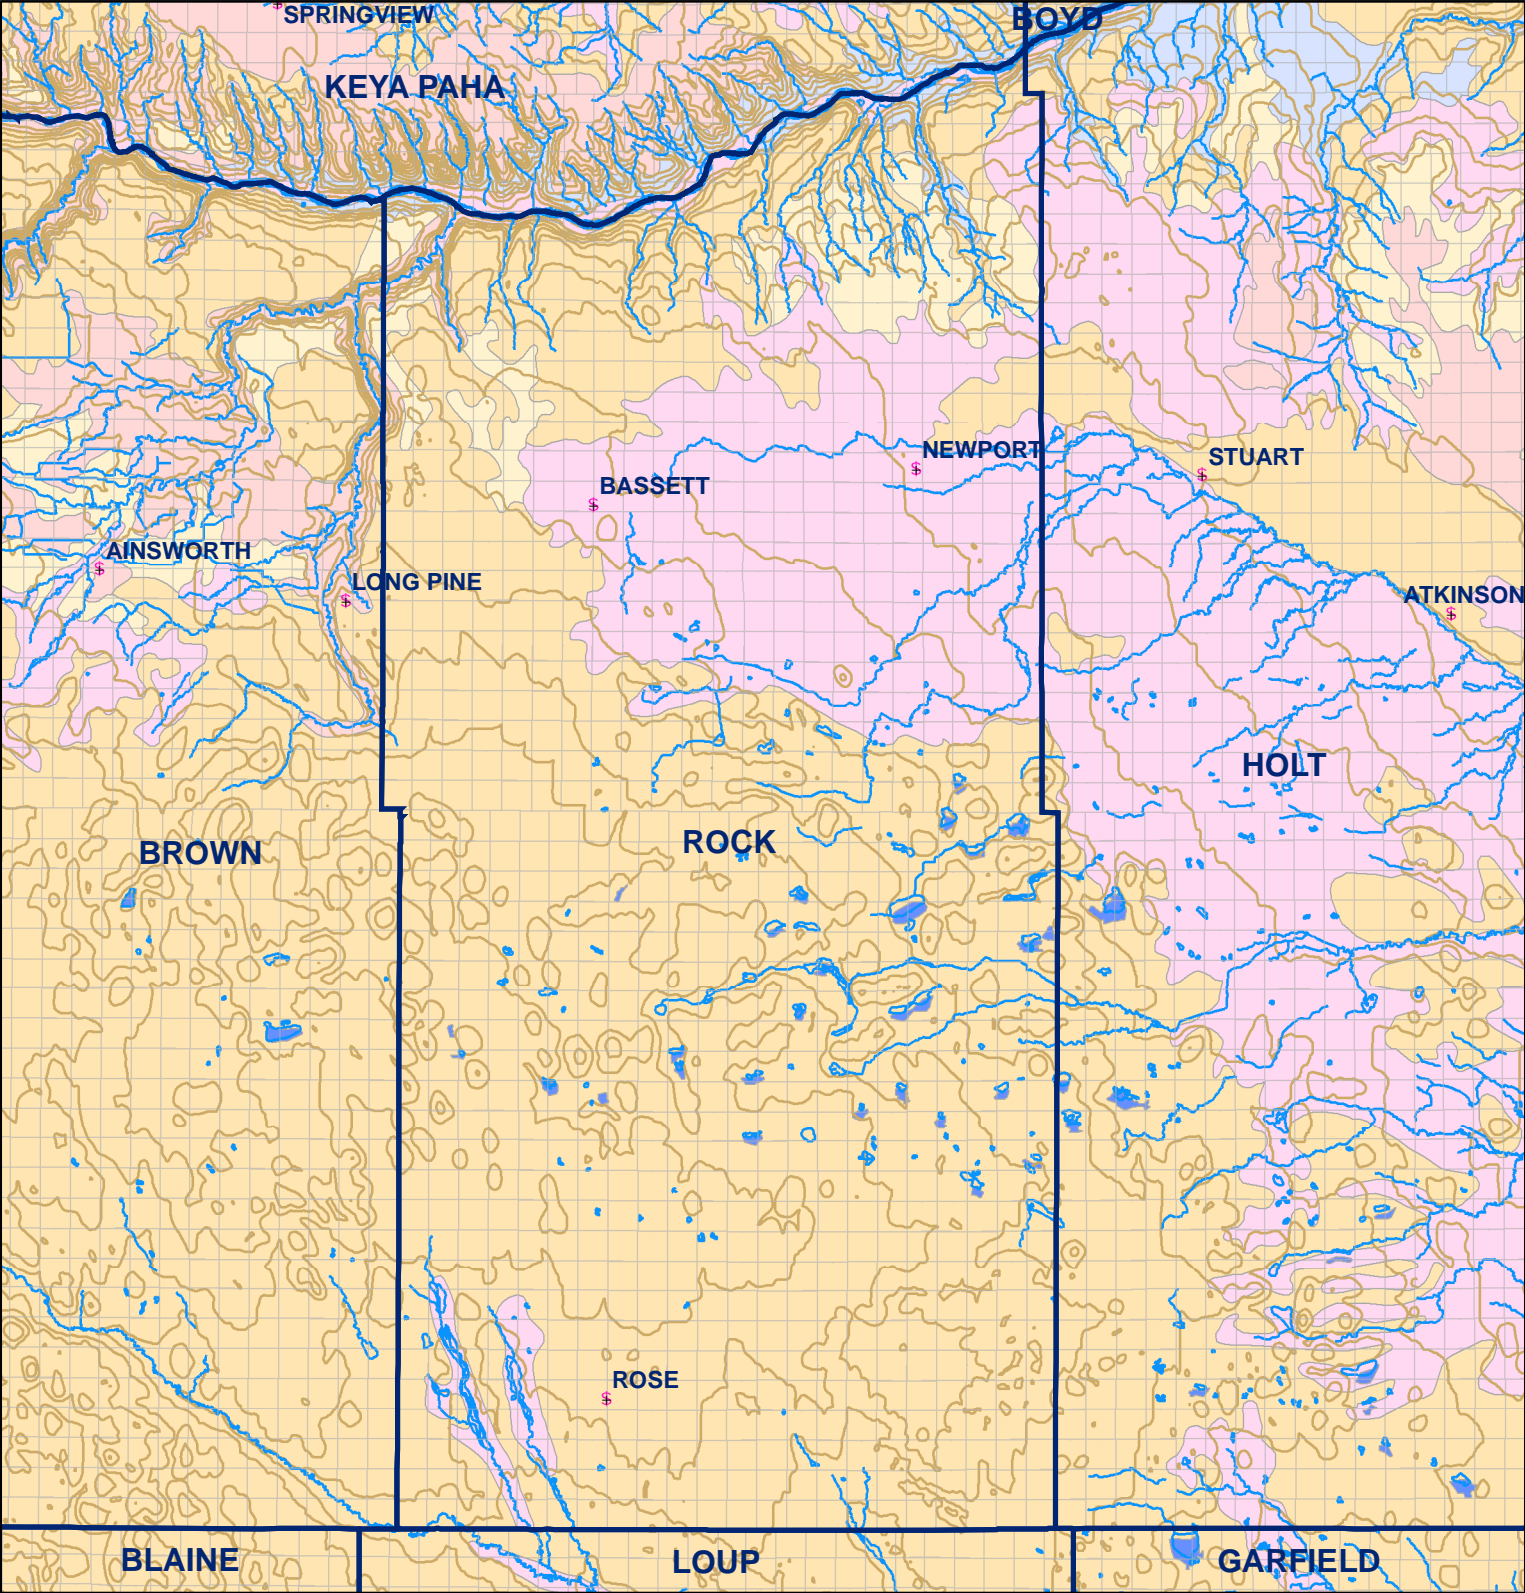 SPRINGVIEW
BOYD
KEYA PAHA
NEWPORT
STUART
BASSETT
AINSWORTH
LONG PINE
ATKINSON
HOLT
ROCK
BROWN
ROSE
BLAINE
LOUP
GARFIELD